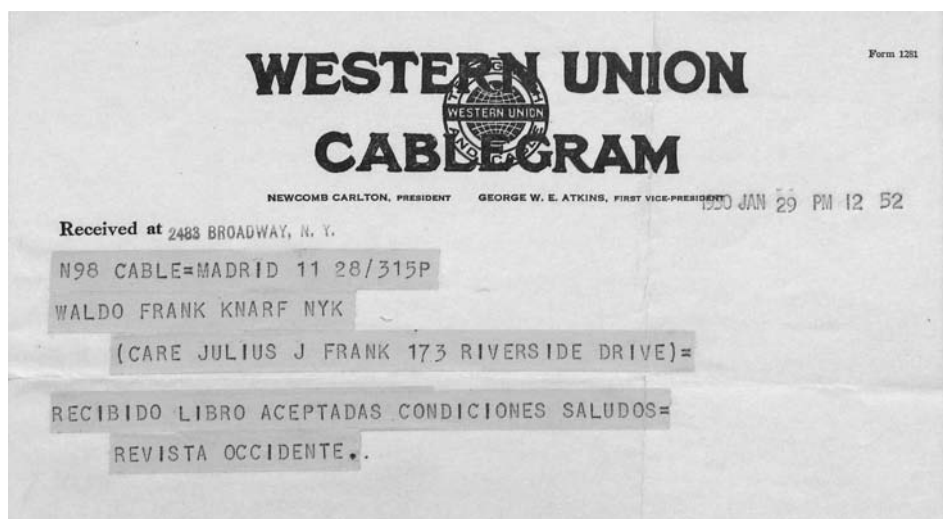 Form 1281
WESTERN UNION
WESTERN UNION
CABLEGRAM
NEWCOMB CARLTON, PRESIDENT GEORGE W. E. ATKINS, FIRST VICE-PRESIDENT
1930 JAN 29 PM 12 52
Received at 2483 BROADWAY, N. Y.
N98 CABLE=MADRID 11 28/315P
WALDO FRANK KNARF NYK
(CARE JULIUS J FRANK 173 RIVERSIDE DRIVE)=
RECIBIDO LIBRO ACEPTADAS CONDICIONES SALUDOS=
REVISTA OCCIDENTE..